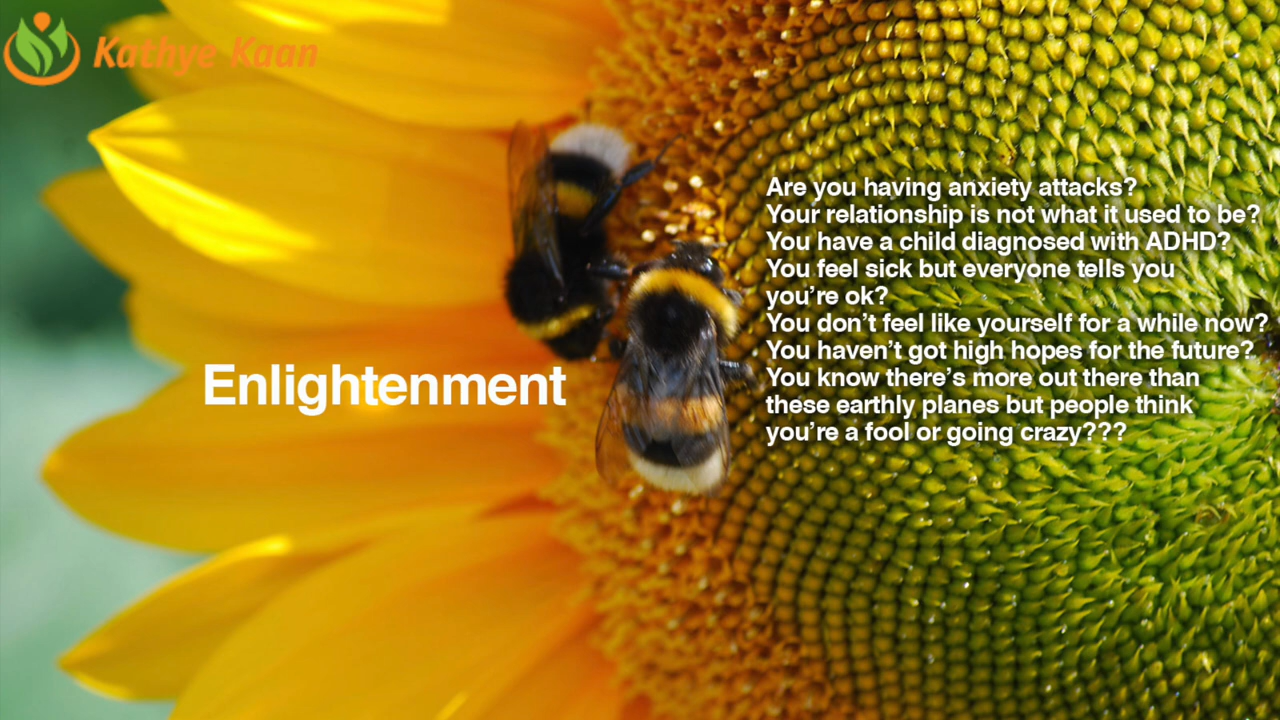 Kathye Kaan
Enlightenment
Are you having anxiety attacks?
Your relationship is not what it used to be?
You have a child diagnosed with ADHD?
You feel sick but everyone tells you
you’re ok?
You don’t feel like yourself for a while now?
You haven’t got high hopes for the future?
You know there’s more out there than
these earthly planes but people think
you’re a fool or going crazy???